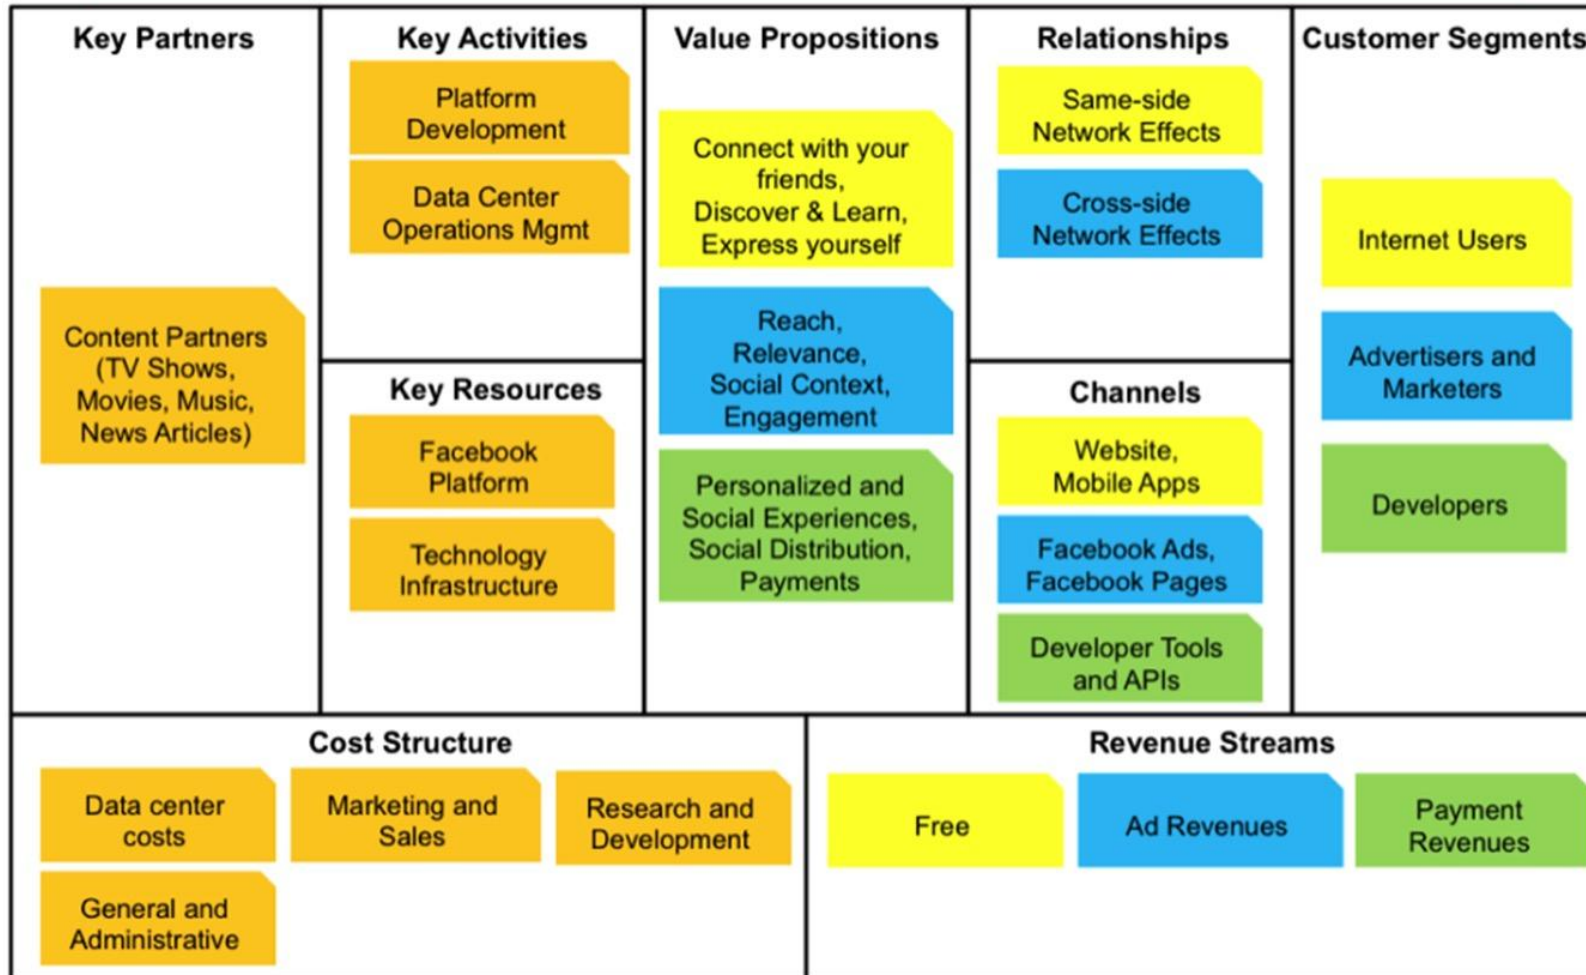 Key Partners
Content Partners
(TV Shows,
Movies, Music,
News Articles)
Key Activities
Platform
Development
Data Center
Operations Mgmt
Key Resources
Facebook
Platform
Technology
Infrastructure
Value Propositions
Connect with your
friends,
Discover & Learn,
Express yourself
Reach,
Relevance,
Social Context,
Engagement
Personalized and
Social Experiences,
Social Distribution,
Payments
Relationships
Same-side
Network Effects
Cross-side
Network Effects
Channels
Website,
Mobile Apps
Facebook Ads,
Facebook Pages
Developer Tools
and APIs
Customer Segments
Internet Users
Advertisers and
Marketers
Developers
Cost Structure
Data center
costs
Marketing and
Sales
Research and
Development
General and
Administrative
Revenue Streams
Free
Ad Revenues
Payment
Revenues